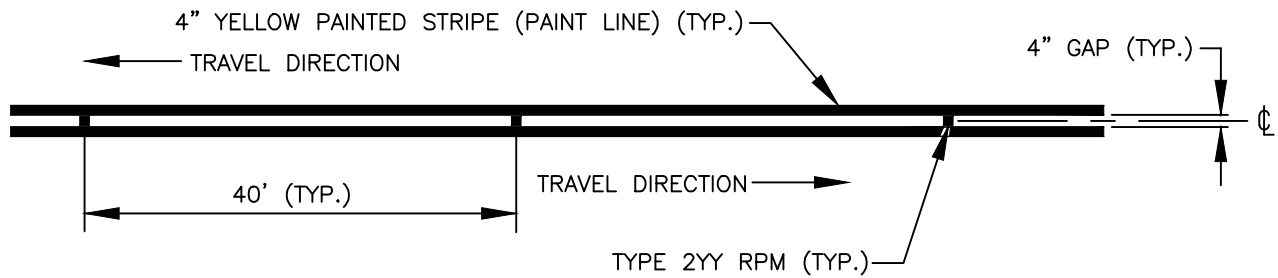 4” YELLOW PAINTED STRIPE (PAINT LINE) (TYP.)
4” GAP (TYP.)
TRAVEL DIRECTION
℄
TRAVEL DIRECTION
40’ (TYP.)
TYPE 2YY RPM (TYP.)